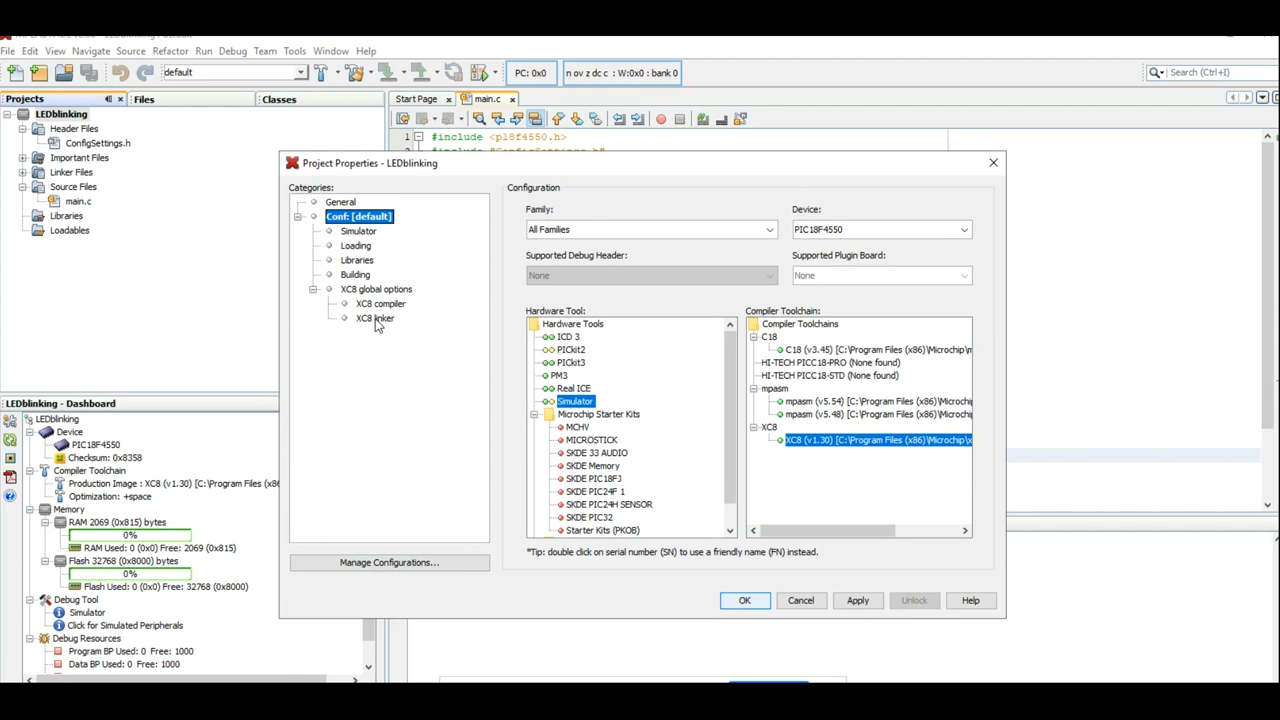 File Edit View Navigate Source Refactor Run Debug Team Tools Window Help
default
PC: 0x0
n ov z dc c : W:0x0 : bank 0
Search (Ctrl+I)
Projects
Files
Classes
Start Page
main.c
LEDblinking
Header Files
ConfigSettings.h
Important Files
Linker Files
Source Files
main.c
Libraries
Loadables
1 #include <p18f4550.h>
Project Properties - LEDblinking
Categories:
General
Conf: [default]
Simulator
Loading
Libraries
Building
XC8 global options
XC8 compiler
XC8 linker
Manage Configurations...
Configuration
Family:
Device:
All Families
PIC18F4550
Supported Debug Header:
Supported Plugin Board:
None
None
Hardware Tool:
Hardware Tools
ICD 3
PICkit2
PICkit3
PM3
Real ICE
Simulator
Microchip Starter Kits
MCHV
MICROSTICK
SKDE 33 AUDIO
SKDE Memory
SKDE PIC18FJ
SKDE PIC24F 1
SKDE PIC24H SENSOR
SKDE PIC32
Starter Kits (PKOB)
Compiler Toolchain:
Compiler Toolchains
C18
C18 (v3.45) [C:\Program Files (x86)\Microchip\m
HI-TECH PICC18-PRO (None found)
HI-TECH PICC18-STD (None found)
mpasm
mpasm (v5.54) [C:\Program Files (x86)\Microchip
mpasm (v5.48) [C:\Program Files (x86)\Microchip
XC8
XC8 (v1.30) [C:\Program Files (x86)\Microchip\x
*Tip: double click on serial number (SN) to use a friendly name (FN) instead.
OK
Cancel
Apply
Unlock
Help
LEDblinking - Dashboard
LEDblinking
Device
PIC18F4550
Checksum: 0x8358
Compiler Toolchain
Production Image : XC8 (v1.30) [C:\Program Files (x86
Optimization: +space
Memory
RAM 2069 (0x815) bytes
0%
RAM Used: 0 (0x0) Free: 2069 (0x815)
Flash 32768 (0x8000) bytes
0%
Flash Used: 0 (0x0) Free: 32768 (0x8000)
Debug Tool
Simulator
Click for Simulated Peripherals
Debug Resources
Program BP Used: 0 Free: 1000
Data BP Used: 0 Free: 1000